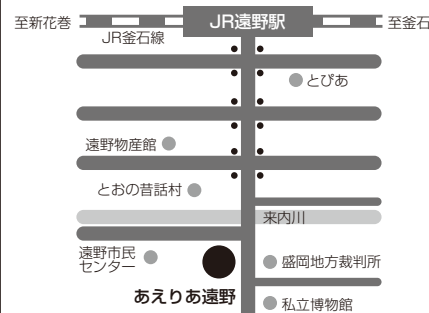 至新花巻
JR遠野駅
至釜石
JR釜石線
とぴあ
遠野物産館
とおの昔話村
来内川
遠野市民
センター
盛岡地方裁判所
あえりあ遠野
私立博物館